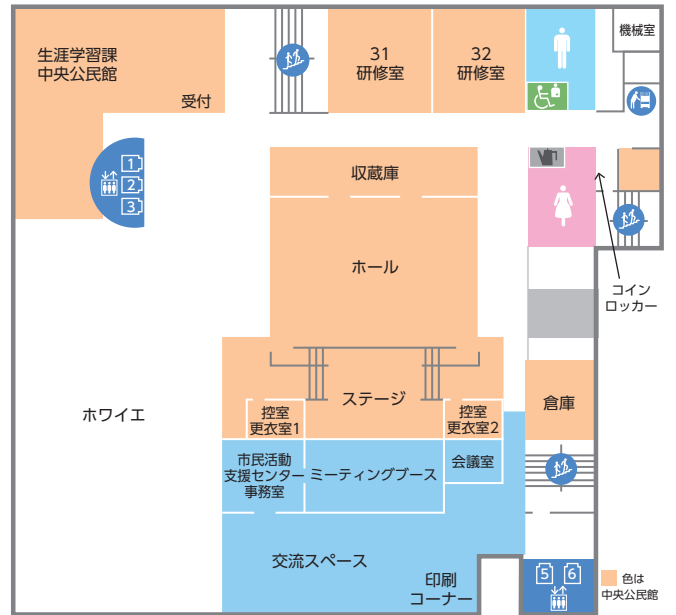 生涯学習課
中央公民館
受付
31
研修室
32
研修室
機械室
1
2
3
収蔵庫
ホール
コイン
ロッカー
ステージ
ホワイエ
控室
更衣室1
控室
更衣室2
倉庫
市民活動
支援センター
事務室
ミーティングブース
会議室
交流スペース
印刷
コーナー
5
6
色は
中央公民館